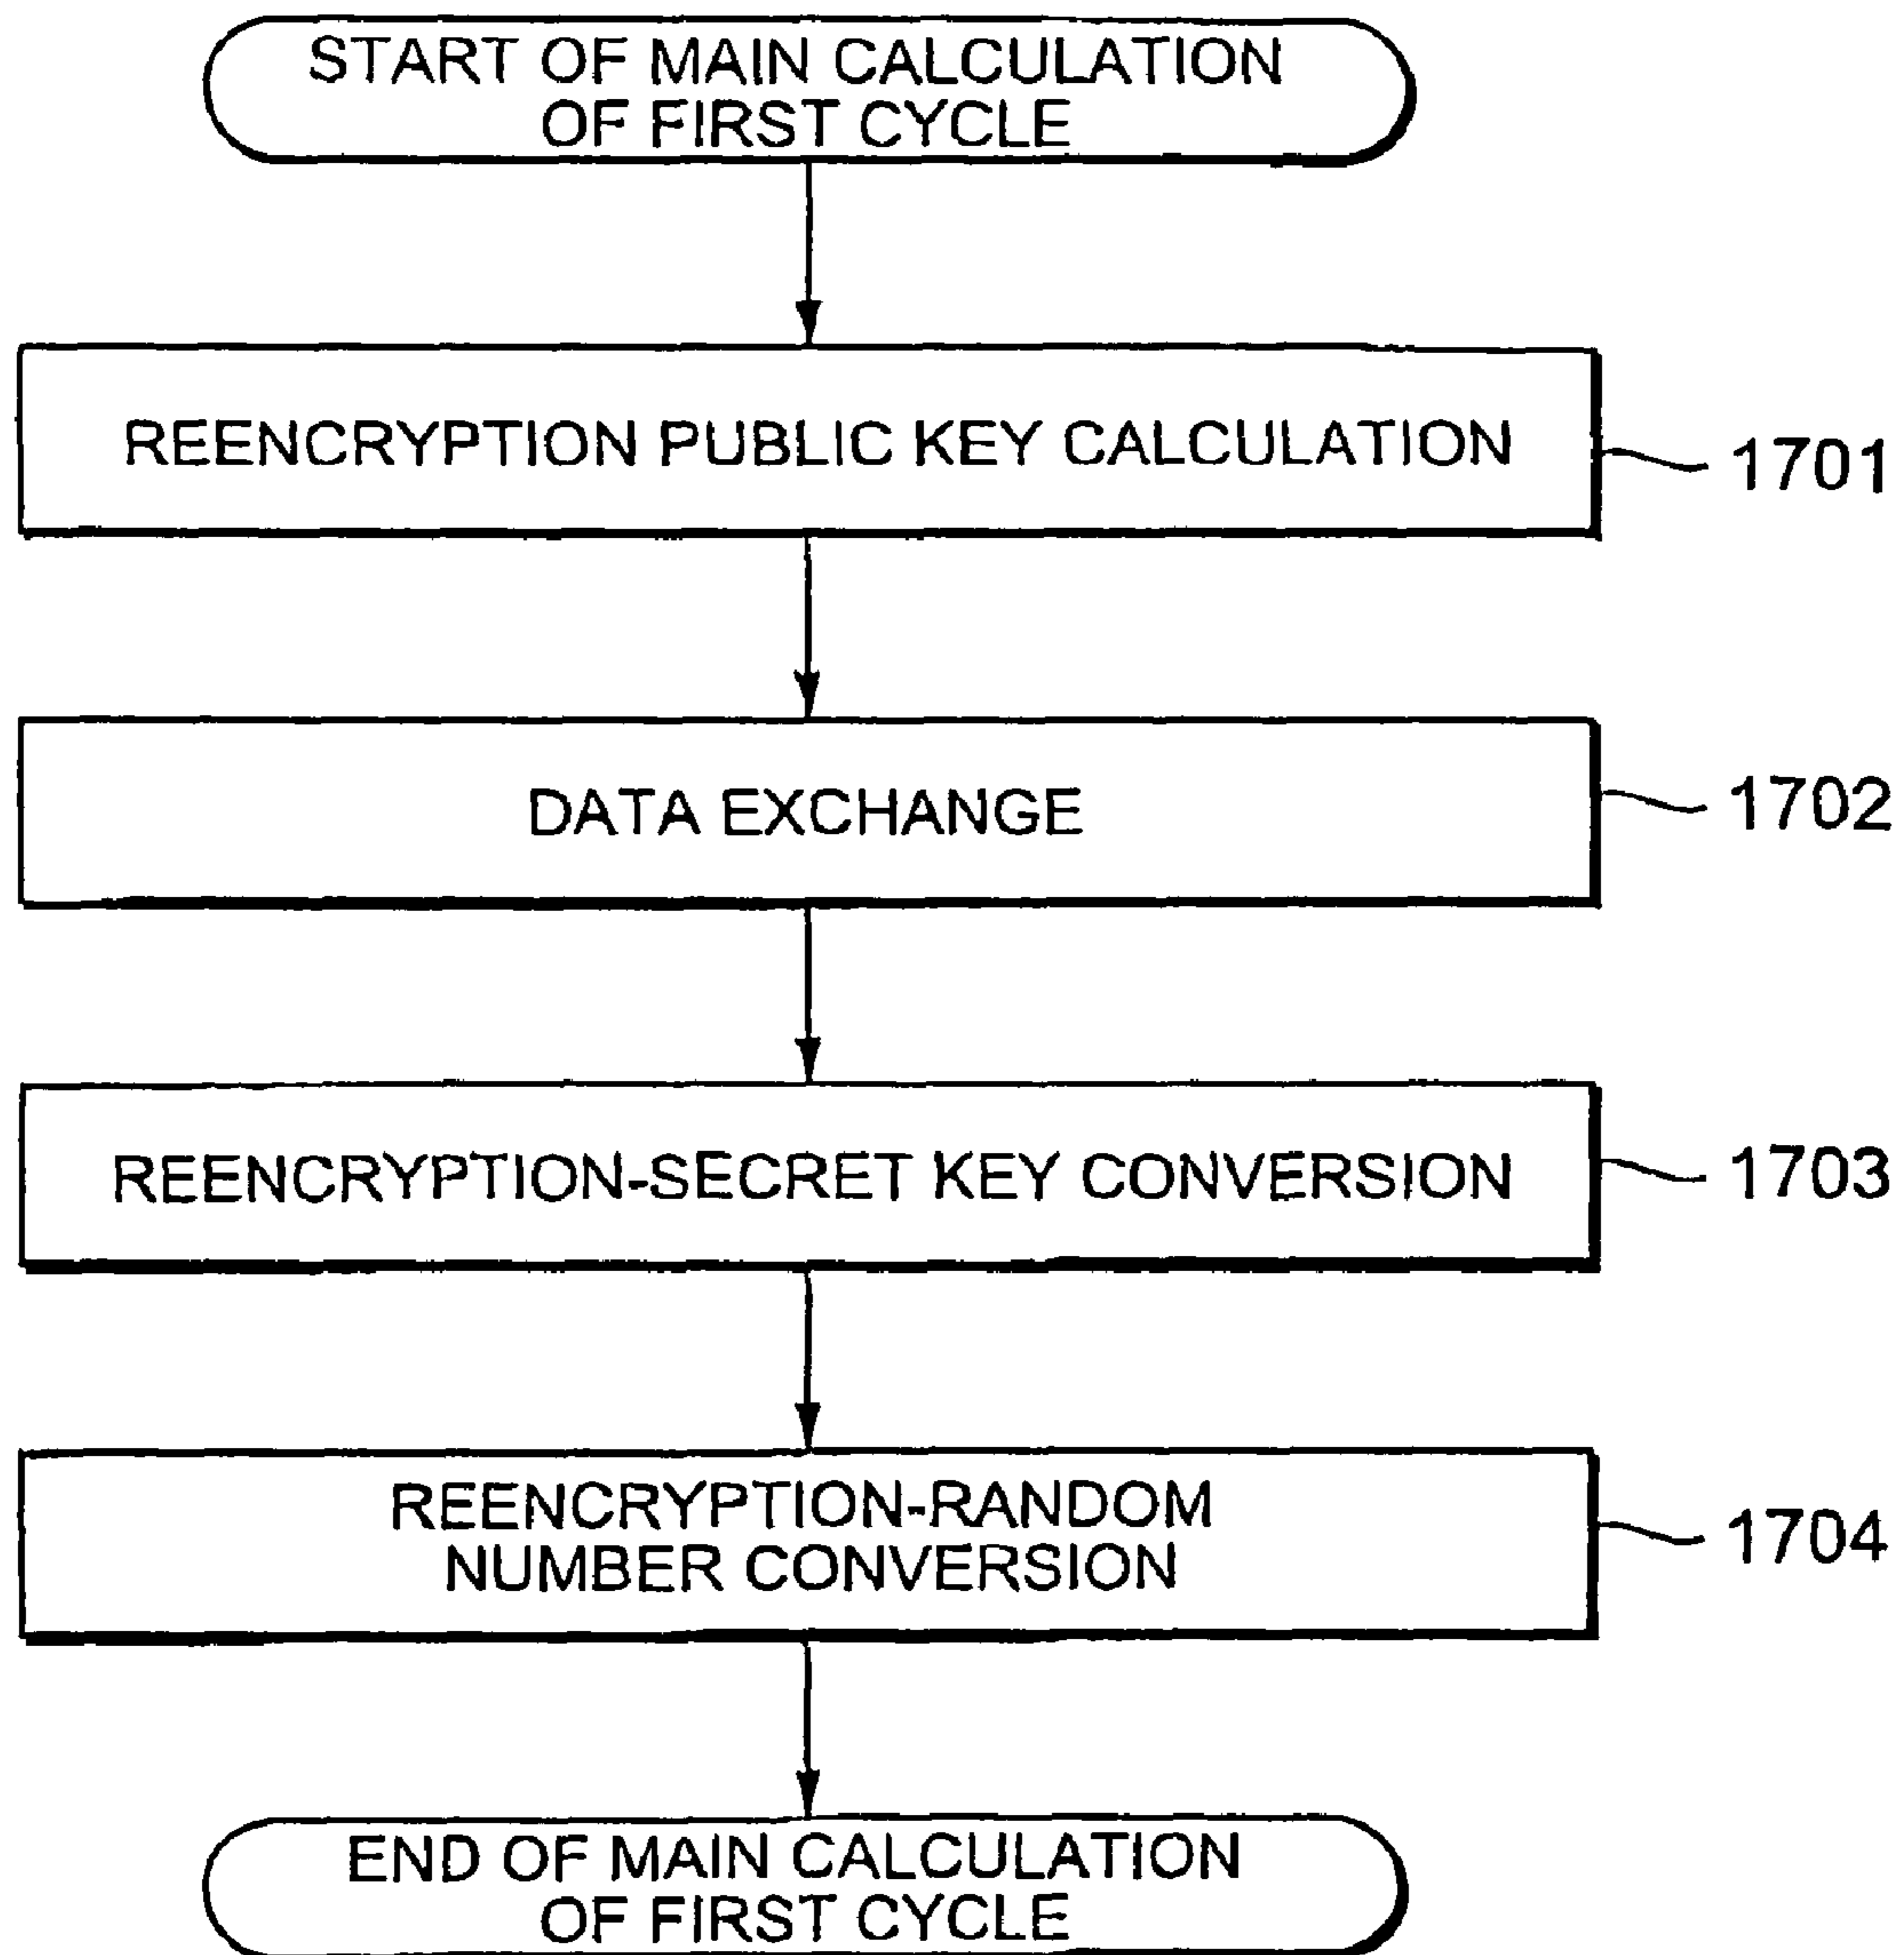 START OF MAIN CALCULATION
OF FIRST CYCLE
REENCRYPTION PUBLIC KEY CALCULATION
1701
DATA EXCHANGE
1702
REENCRYPTION-SECRET KEY CONVERSION
1703
REENCRYPTION-RANDOM
NUMBER CONVERSION
1704
END OF MAIN CALCULATION
OF FIRST CYCLE